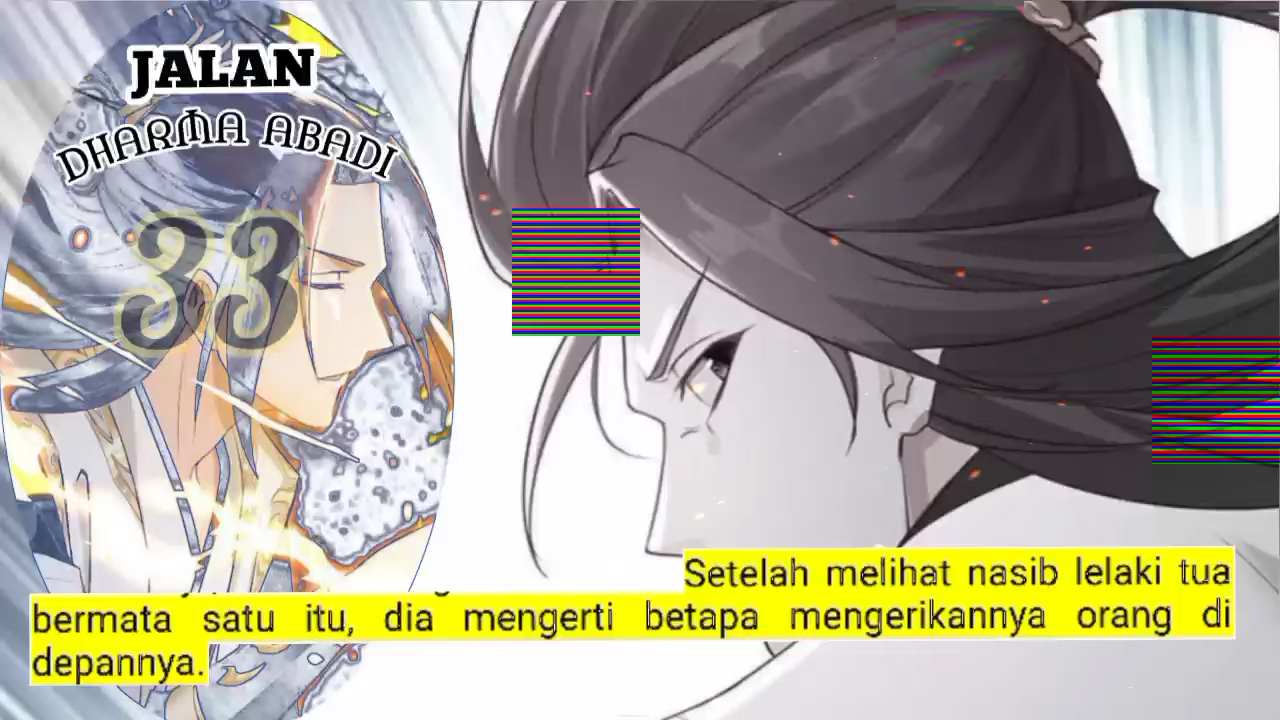 JALAN
DHARMA ABADI
33
Setelah melihat nasib lelaki tua
bermata satu itu, dia mengerti betapa mengerikannya orang di
depannya.